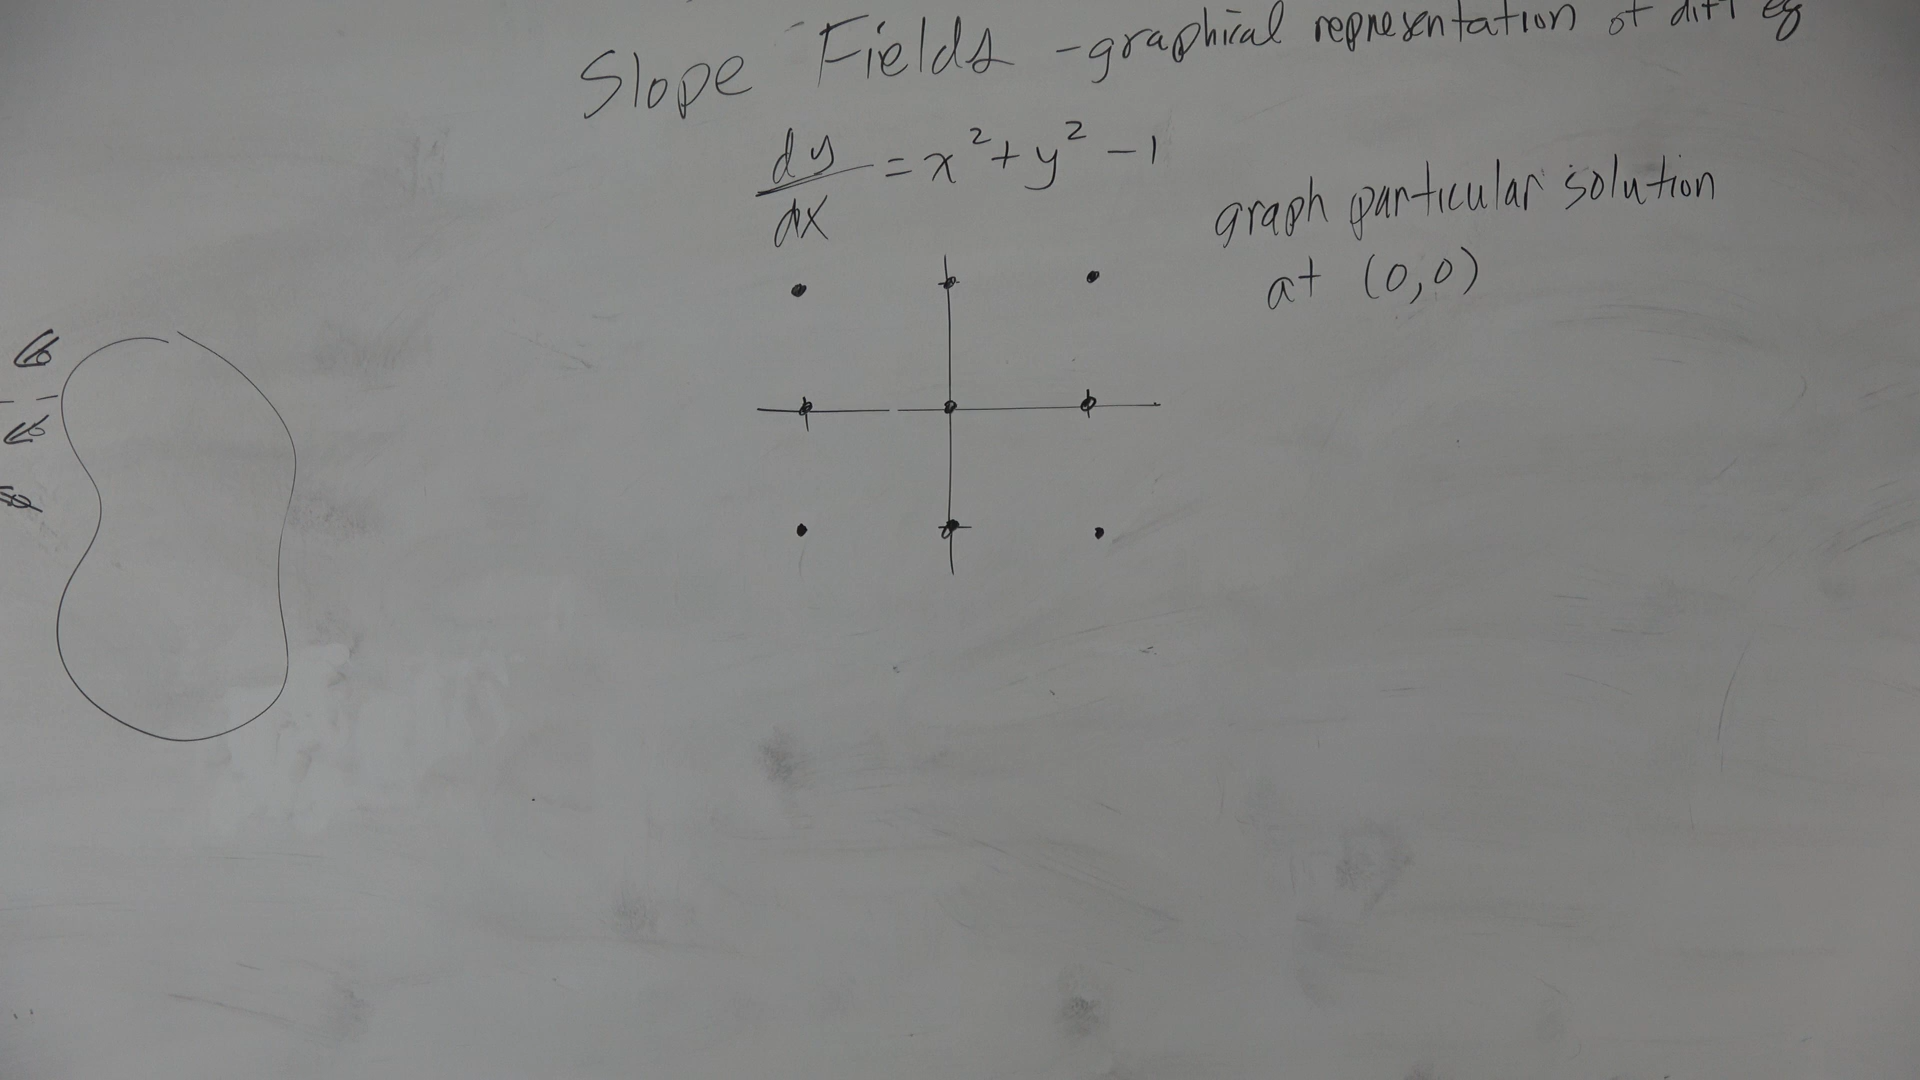 Slope Fields - graphical representation of diff eq
dy/dx = x² + y² - 1
graph particular solution
at (0,0)